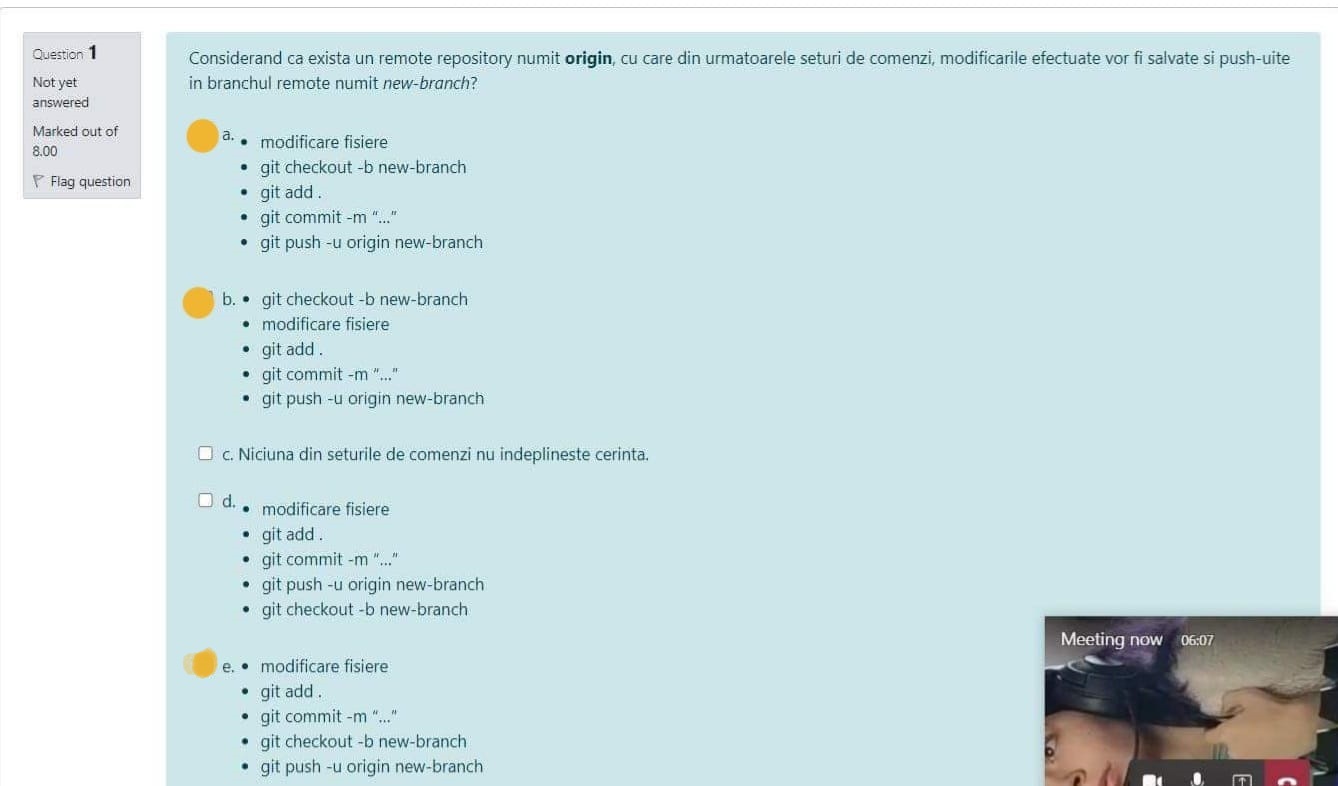 Question 1
Not yet
answered
Marked out of
8.00
Flag question
Considerand ca exista un remote repository numit origin, cu care din urmatoarele seturi de comenzi, modificarile efectuate vor fi salvate si push-uite
in branchul remote numit new-branch?
a. • modificare fisiere
• git checkout -b new-branch
• git add .
• git commit -m “...”
• git push -u origin new-branch
b. • git checkout -b new-branch
• modificare fisiere
• git add .
• git commit -m “...”
• git push -u origin new-branch
c. Niciuna din seturile de comenzi nu indeplineste cerinta.
d. • modificare fisiere
• git add .
• git commit -m “...”
• git push -u origin new-branch
• git checkout -b new-branch
e. • modificare fisiere
• git add .
• git commit -m “...”
• git checkout -b new-branch
• git push -u origin new-branch
Meeting now 06:07